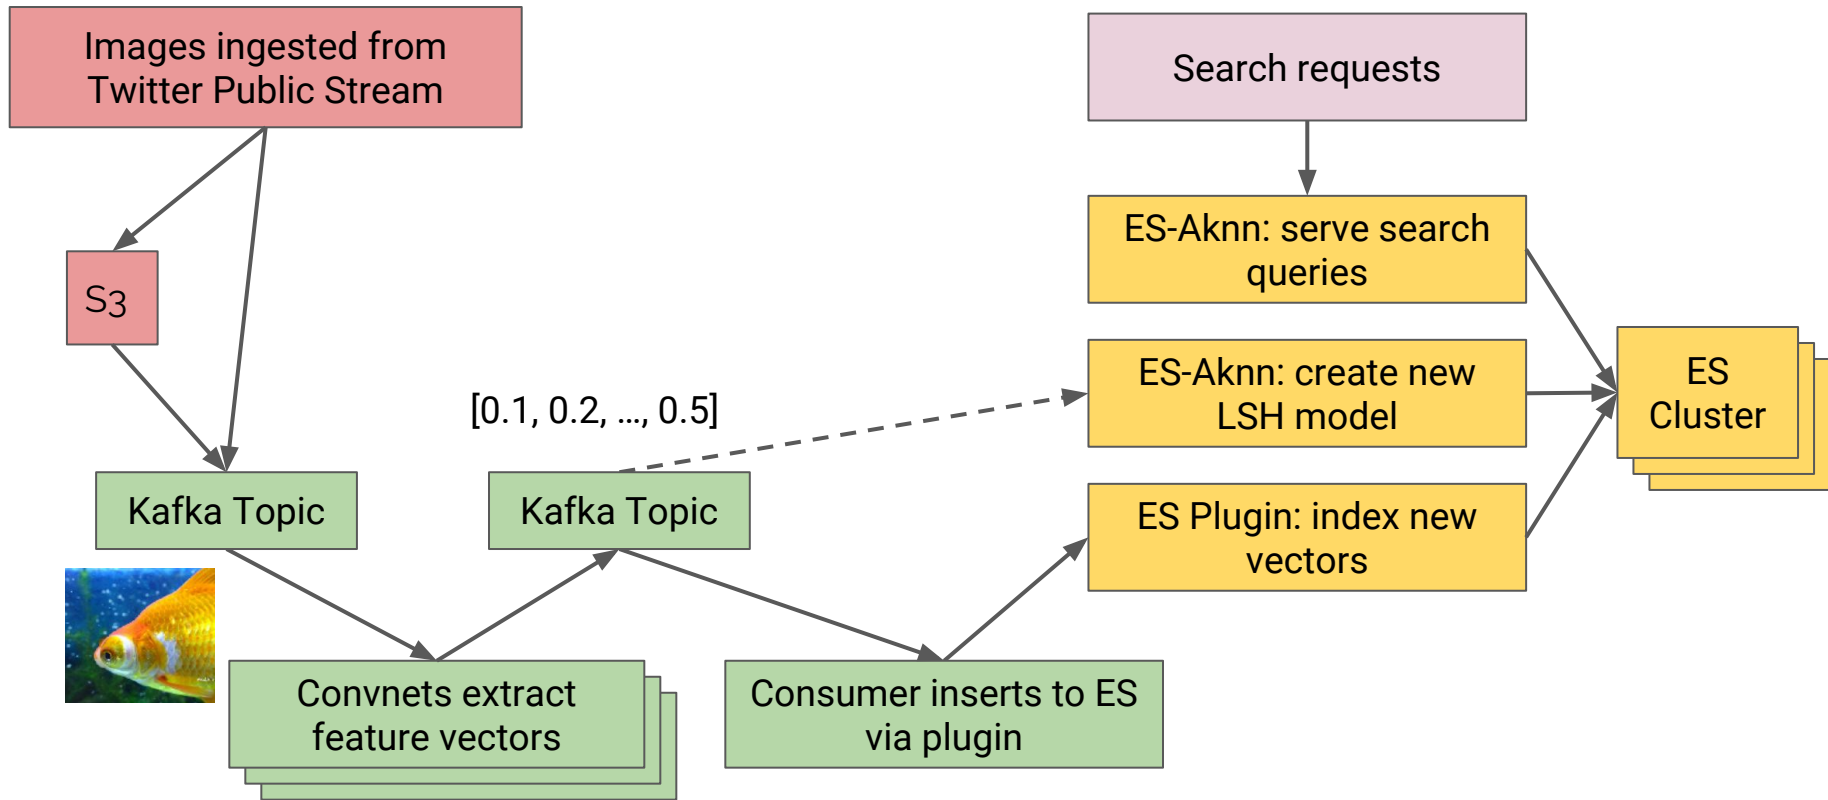 Images ingested from
Twitter Public Stream
Search requests
S3
ES-Aknn: serve search
queries
[0.1, 0.2, ..., 0.5]
ES-Aknn: create new
LSH model
ES
Cluster
Kafka Topic
Kafka Topic
ES Plugin: index new
vectors
Convnets extract
feature vectors
Consumer inserts to ES
via plugin